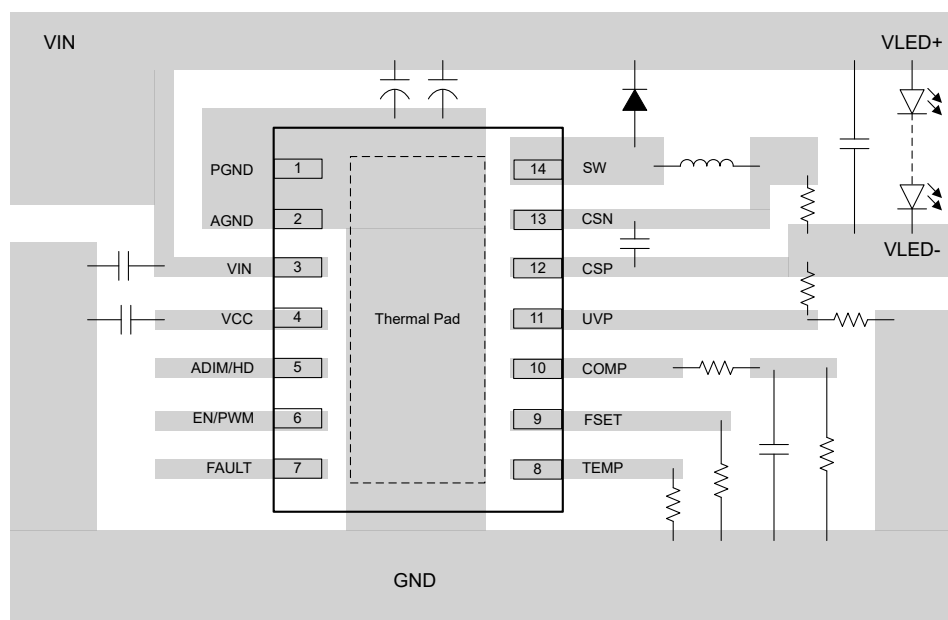 VIN VLED+
PGND 1 14 SW
AGND 2 13 CSN
VLED-
VIN 3 12 CSP
VCC 4 Thermal Pad 11 UVP
ADIM/HD 5 10 COMP
EN/PWM 6 9 FSET
FAULT 7 8 TEMP
GND